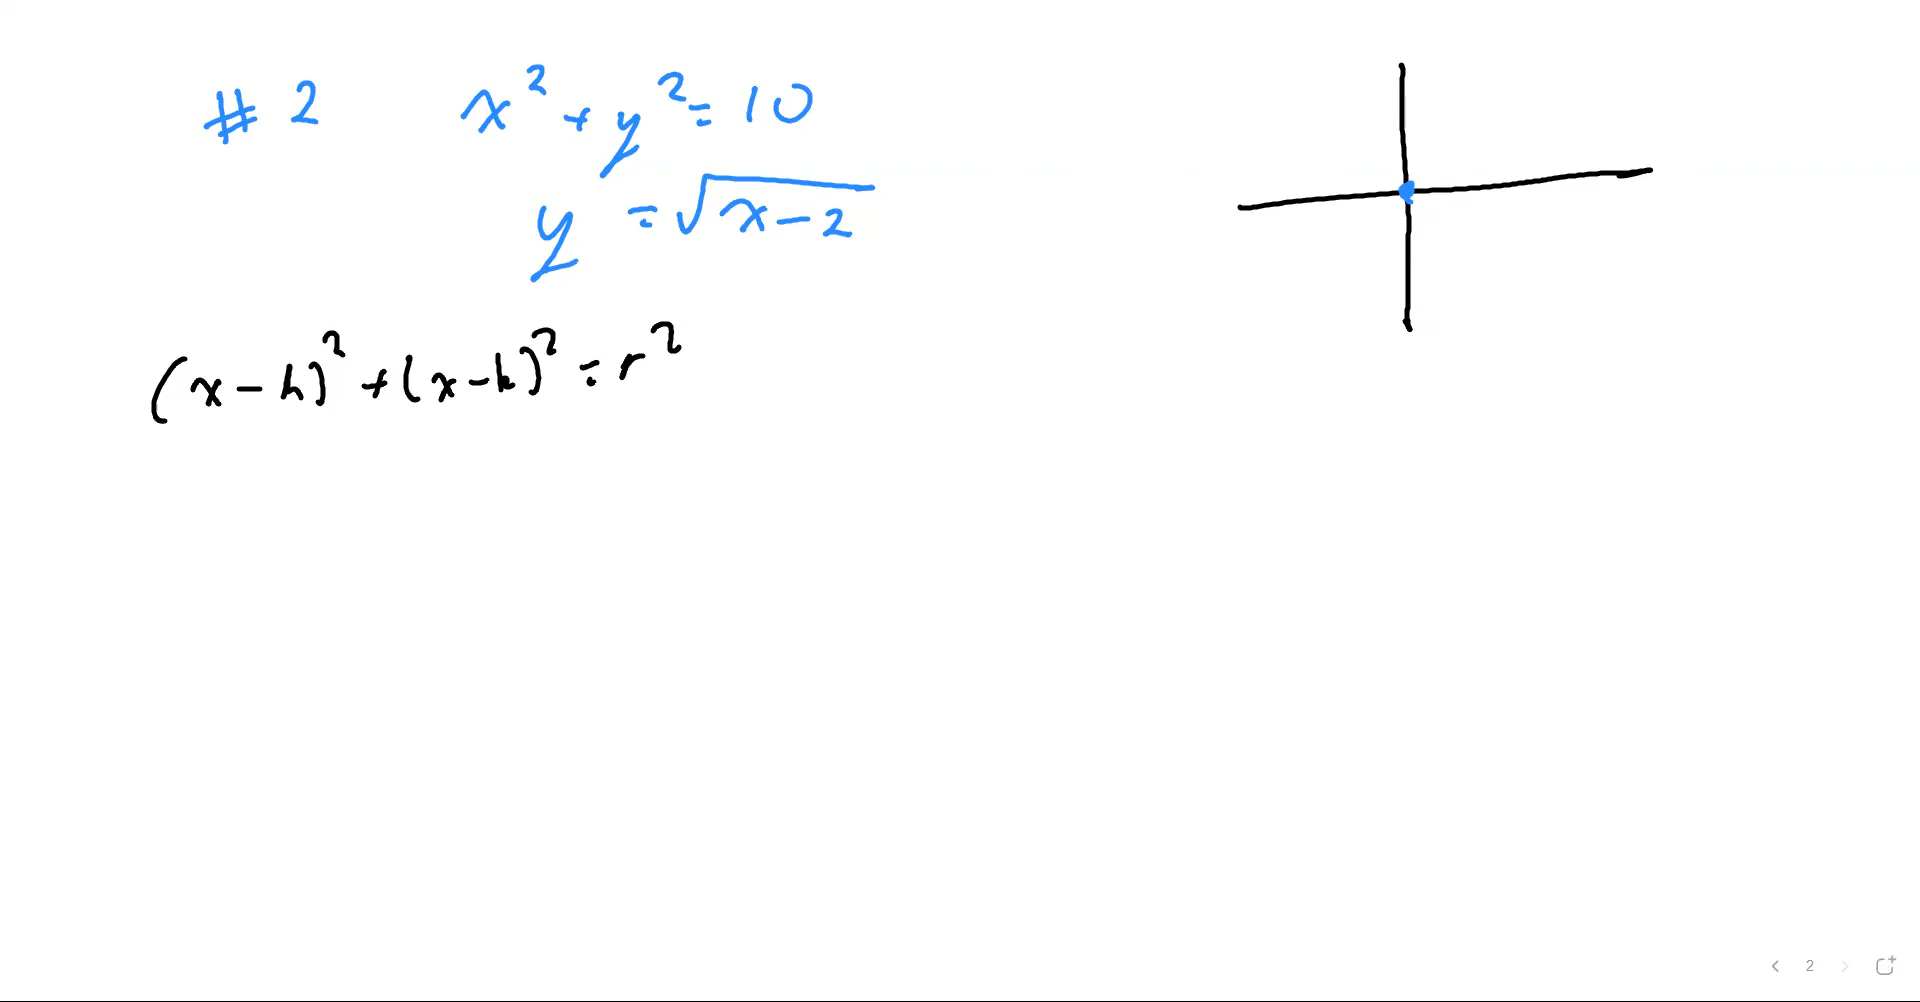 # 2 x² + y² = 10
y = √(x-2)
(x-h)² + (x-k)² = r²
2